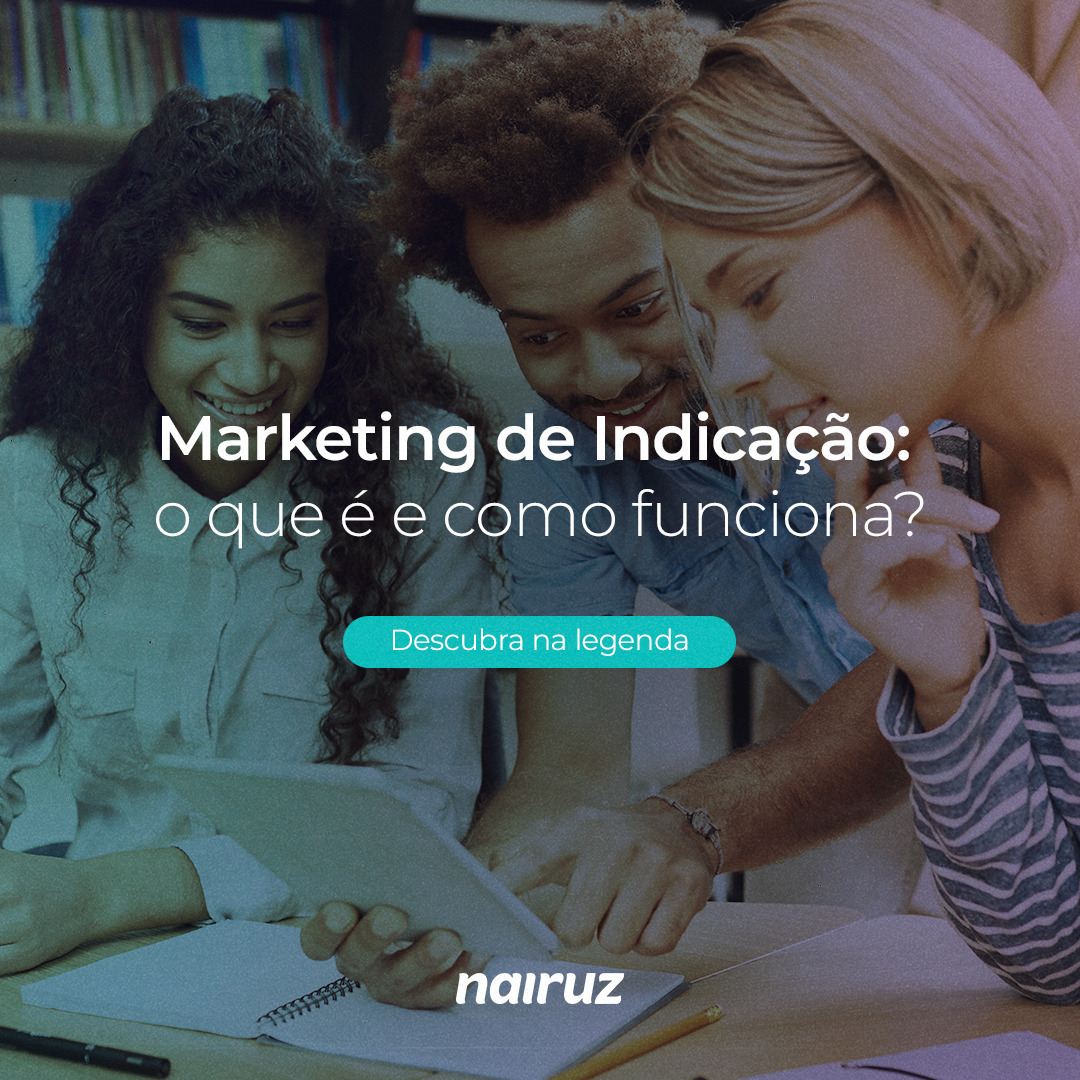 Marketing de Indicação:
o que é e como funciona?
Descubra na legenda
nairuz